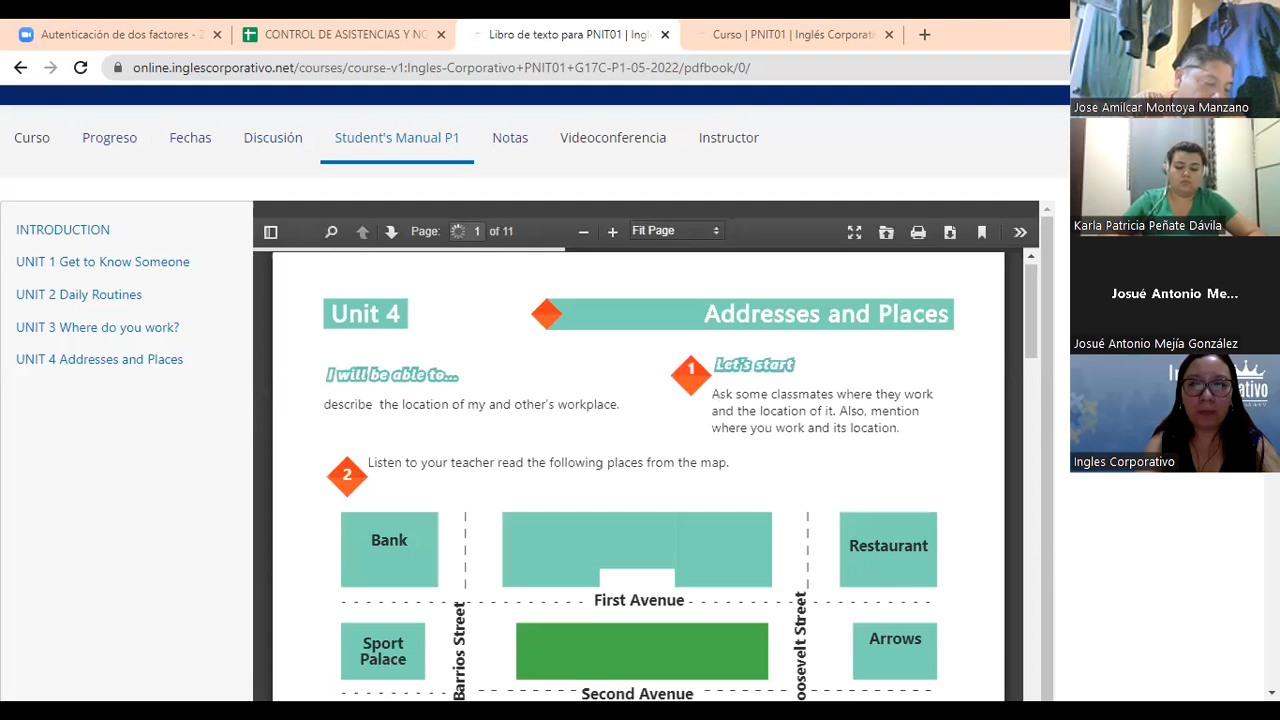 Autenticación de dos factores - Z
CONTROL DE ASISTENCIAS Y NO
Libro de texto para PNIT01 | Ingl
Curso | PNIT01 | Inglés Corporati
online.inglescorporativo.net/courses/course-v1:Ingles-Corporativo+PNIT01+G17C-P1-05-2022/pdfbook/0/
Curso
Progreso
Fechas
Discusión
Student's Manual P1
Notas
Videoconferencia
Instructor
INTRODUCTION
UNIT 1 Get to Know Someone
UNIT 2 Daily Routines
UNIT 3 Where do you work?
UNIT 4 Addresses and Places
Page: 1 of 11
Fit Page
Unit 4
Addresses and Places
I will be able to...
describe the location of my and other's workplace.
1 Let's start
Ask some classmates where they work
and the location of it. Also, mention
where you work and its location.
2 Listen to your teacher read the following places from the map.
Bank
Restaurant
First Avenue
Sport
Palace
Barrios Street
oosevelt Street
Arrows
Second Avenue
Jose Amilcar Montoya Manzano
Karla Patricia Peñate Dávila
Josué Antonio Me...
Josué Antonio Mejía González
Ingles Corporativo